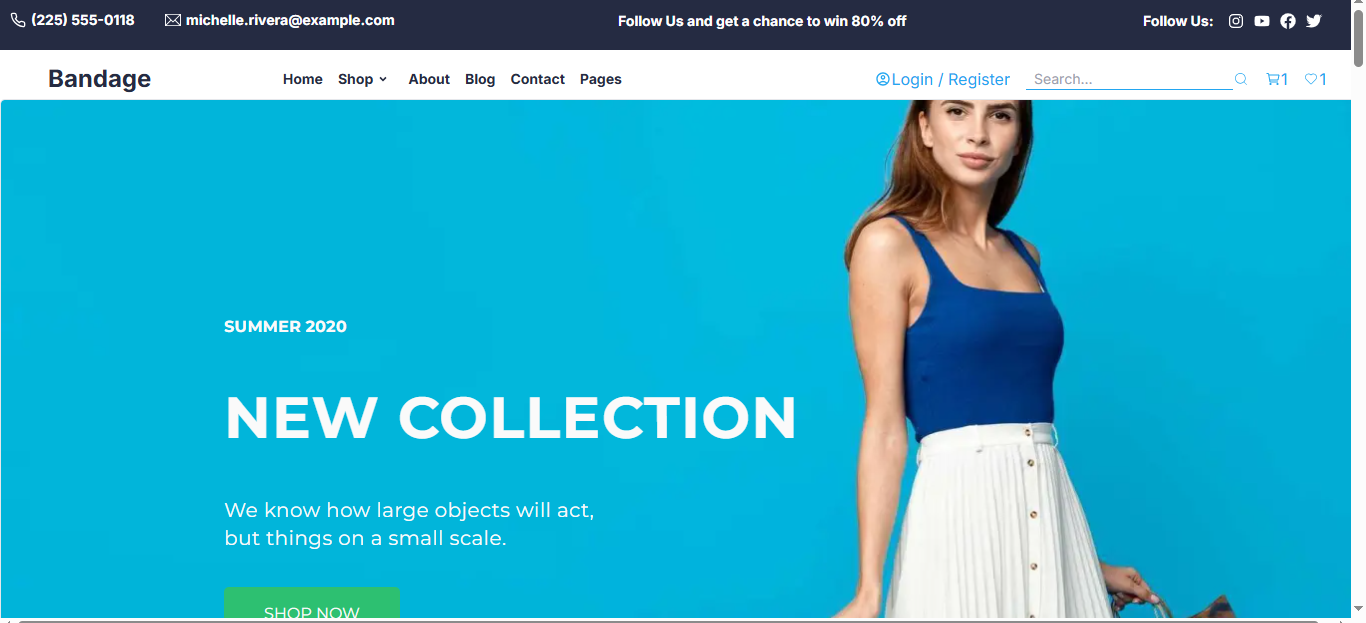 (225) 555-0118 michelle.rivera@example.com Follow Us and get a chance to win 80% off Follow Us:
Bandage Home Shop About Blog Contact Pages Login / Register Search... 1 1
SUMMER 2020
NEW COLLECTION
We know how large objects will act,
but things on a small scale.
SHOP NOW